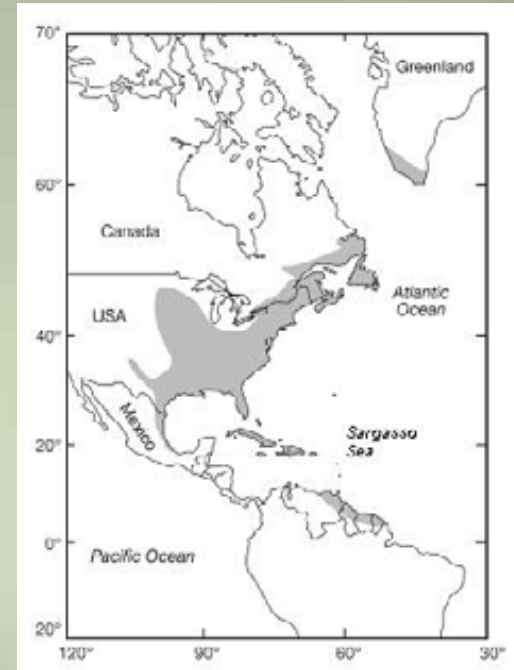 70°
Greenland
60°
Canada
Atlantic
Ocean
USA
40°
Mexico
Sargasso
Sea
20°
0°
Pacific Ocean
20°
120°
90°
60°
30°